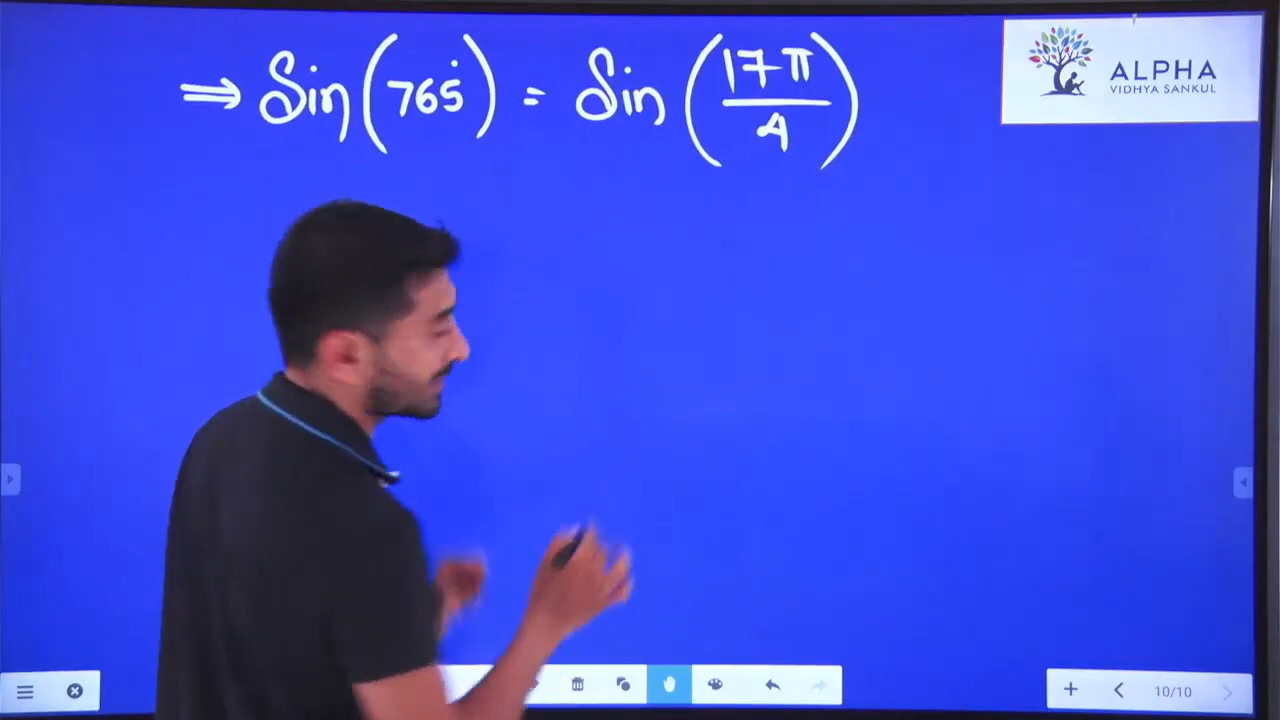 ⇒ Sin(765°) = Sin(17π/4)
ALPHA
VIDHYA SANKUL
10/10